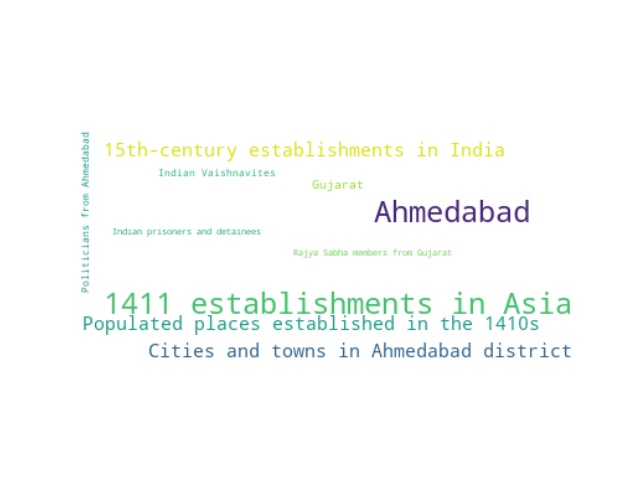 15th-century establishments in India
Politicians from Ahmedabad
Indian Vaishnavites
Gujarat
Ahmedabad
Indian prisoners and detainees
Rajya Sabha members from Gujarat
1411 establishments in Asia
Populated places established in the 1410s
Cities and towns in Ahmedabad district